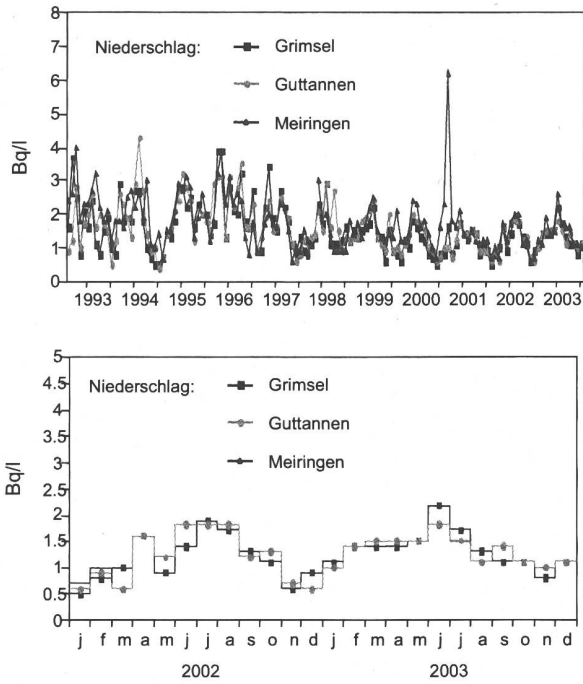 8
7
6
5
4
3
2
1
0
Bq/l
Niederschlag: Grimsel
Guttannen
Meiringen
1993 1994 1995 1996 1997 1998 1999 2000 2001 2002 2003
5
4.5
4
3.5
3
2.5
2
1.5
1
0.5
0
Bq/l
Niederschlag: Grimsel
Guttannen
Meiringen
j f m a m j j a s o n d j f m a m j j a s o n d
2002 2003